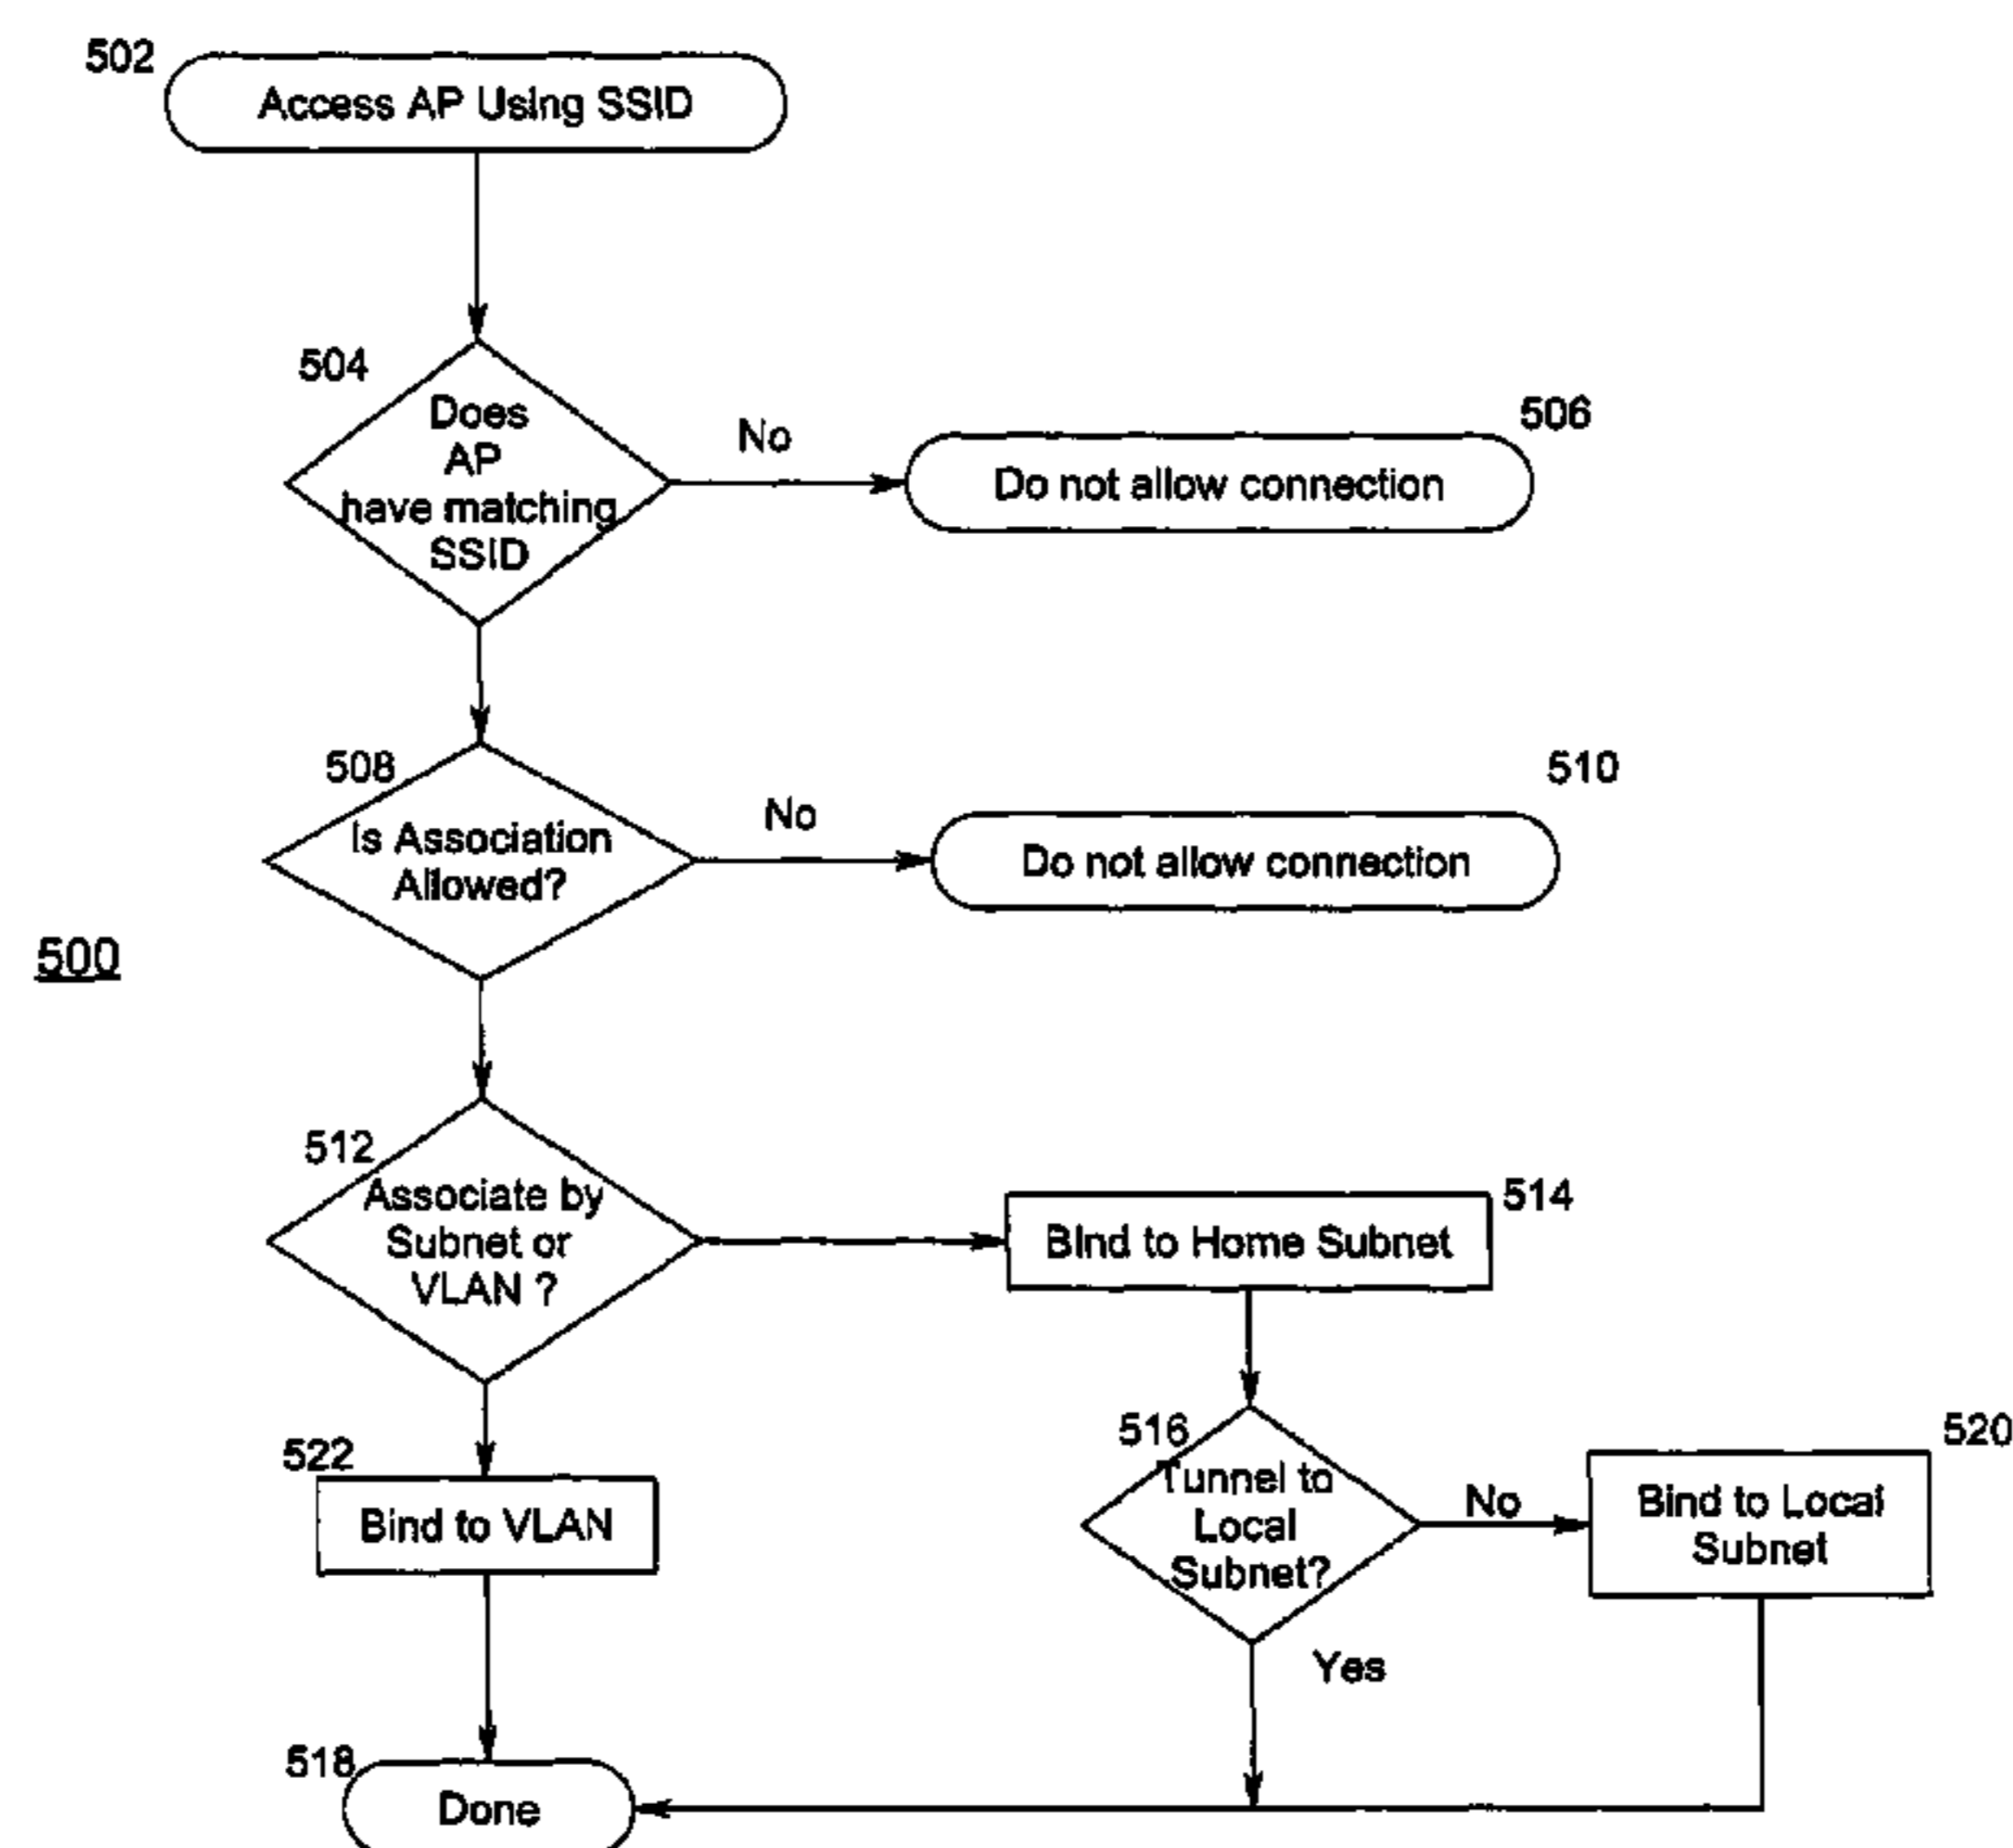 502
Access AP Using SSID
504
Does
AP
have matching
SSID
No
506
Do not allow connection
508
Is Association
Allowed?
No
510
Do not allow connection
500
512
Associate by
Subnet or
VLAN ?
514
Bind to Home Subnet
516
Tunnel to
Local
Subnet?
No
520
Bind to Local
Subnet
Yes
522
Bind to VLAN
518
Done